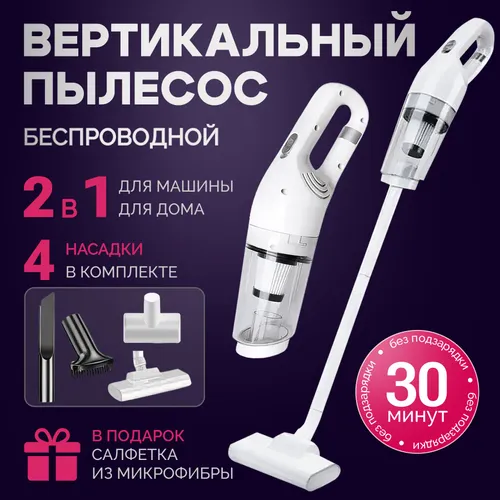 ВЕРТИКАЛЬНЫЙ
ПЫЛЕСОС
БЕСПРОВОДНОЙ
2 в 1 ДЛЯ МАШИНЫ
ДЛЯ ДОМА
4 НАСАДКИ
В КОМПЛЕКТЕ
без подзарядки
без подзарядки
без подзарядки
30
минут
В ПОДАРОК
САЛФЕТКА
ИЗ МИКРОФИБРЫ